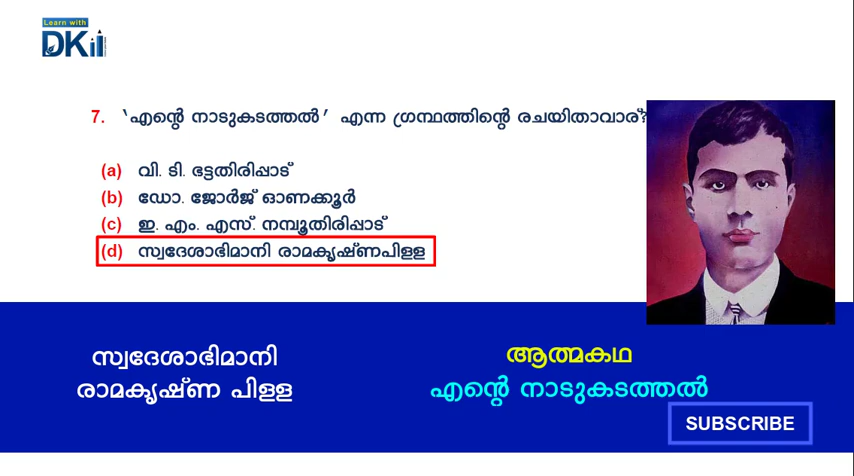 Learn with
DK
7. ‘എന്റെ നാടുകടത്തൽ’ എന്ന ഗ്രന്ഥത്തിന്റെ രചയിതാവാര്?
(a) വി. ടി. ഭട്ടതിരിപ്പാട്
(b) ഡോ. ജോർജ് ഓണക്കൂർ
(c) ഇ. എം. എസ്. നമ്പൂതിരിപ്പാട്
(d) സ്വദേശാഭിമാനി രാമകൃഷ്ണപിള്ള
സ്വദേശാഭിമാനി
രാമകൃഷ്ണ പിള്ള
ആത്മകഥ
എന്റെ നാടുകടത്തൽ
SUBSCRIBE